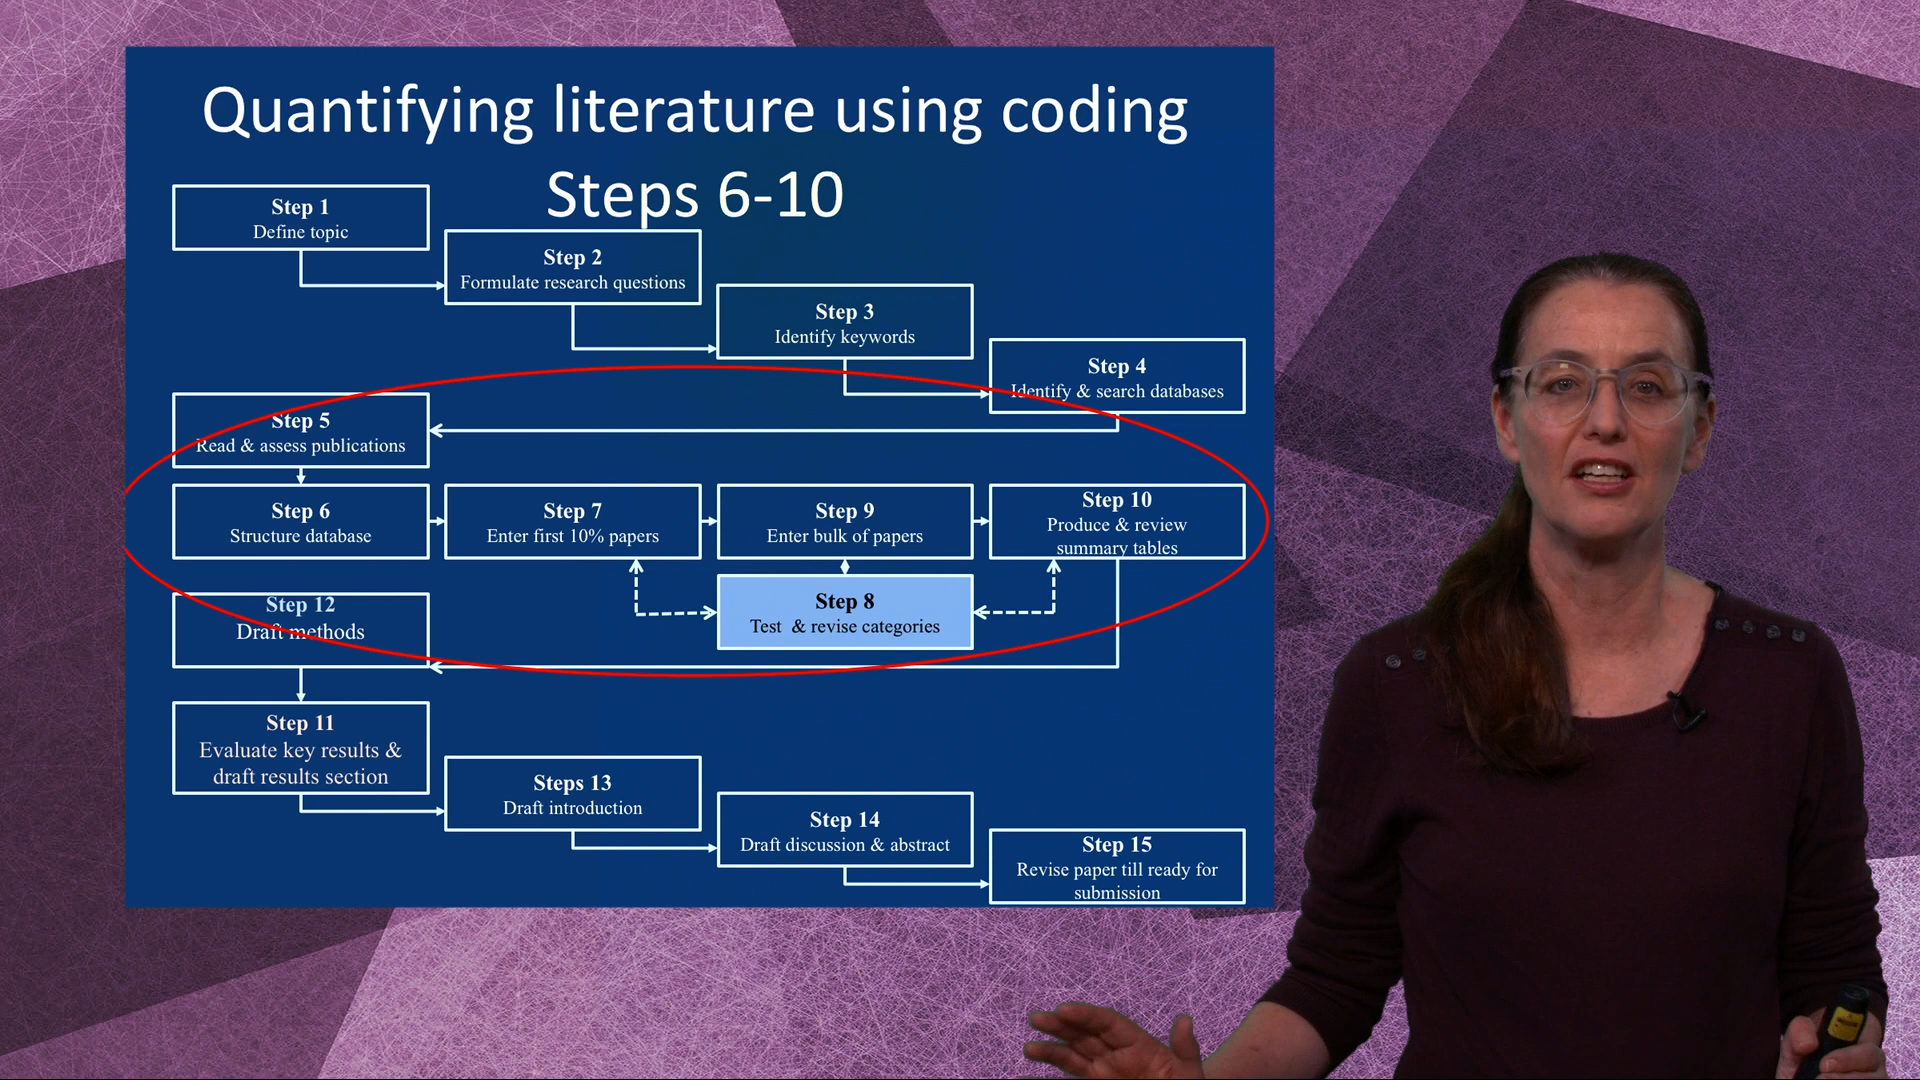 Quantifying literature using coding
Steps 6-10
Step 1
Define topic
Step 2
Formulate research questions
Step 3
Identify keywords
Step 4
Identify & search databases
Step 5
Read & assess publications
Step 6
Structure database
Step 7
Enter first 10% papers
Step 9
Enter bulk of papers
Step 10
Produce & review
summary tables
Step 8
Test & revise categories
Step 12
Draft methods
Step 11
Evaluate key results &
draft results section
Steps 13
Draft introduction
Step 14
Draft discussion & abstract
Step 15
Revise paper till ready for
submission